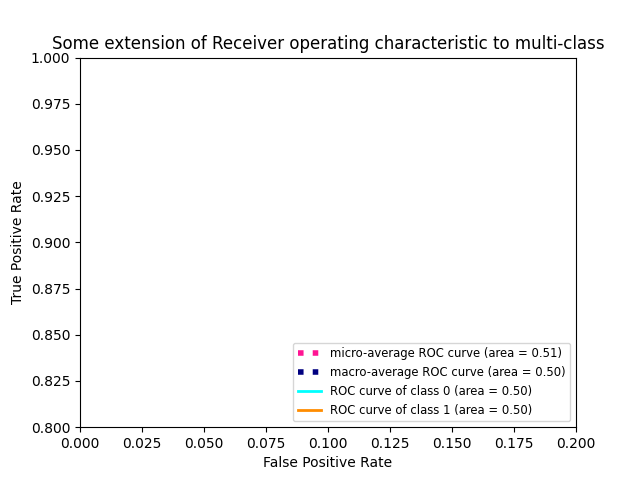 Some extension of Receiver operating characteristic to multi-class
1.000
0.975
0.950
0.925
0.900
0.875
0.850
0.825
0.800
True Positive Rate
micro-average ROC curve (area = 0.51)
macro-average ROC curve (area = 0.50)
ROC curve of class 0 (area = 0.50)
ROC curve of class 1 (area = 0.50)
0.000 0.025 0.050 0.075 0.100 0.125 0.150 0.175 0.200
False Positive Rate